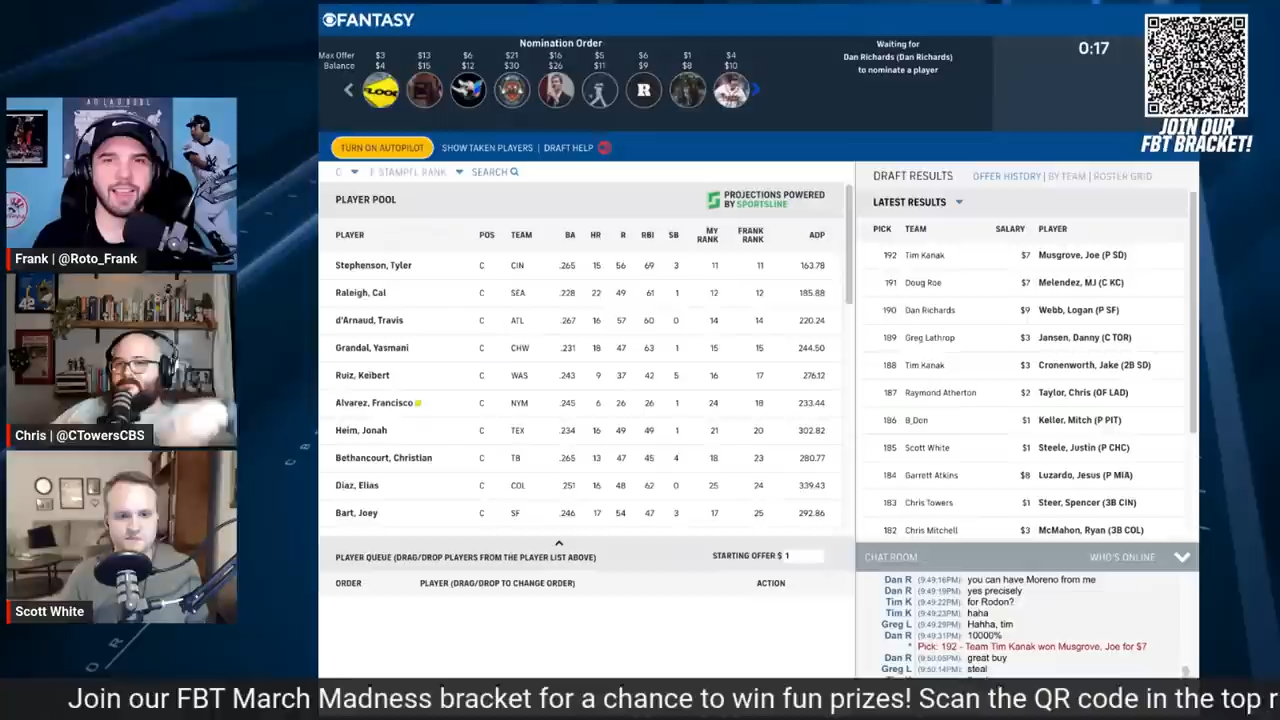 FANTASY
Max Offer $3 $13 $6 $21 $16 $5 $6 $1 $4
Nomination Order
Balance $4 $15 $12 $30 $26 $11 $9 $8 $10
R
Waiting for
Dan Richards (Dan Richards)
to nominate a player
0:17
JOIN OUR
FBT BRACKET!
TURN ON AUTOPILOT SHOW TAKEN PLAYERS | DRAFT HELP
C STAMPFL RANK SEARCH
PLAYER POOL
PROJECTIONS POWERED
BY SPORTSLINE
PLAYER POS TEAM BA HR R RBI SB MY RANK FRANK RANK ADP
Stephenson, Tyler C CIN .265 15 56 69 3 11 11 163.78
Raleigh, Cal C SEA .228 22 49 61 1 12 12 185.88
d'Arnaud, Travis C ATL .267 16 57 60 0 14 14 220.24
Grandal, Yasmani C CHW .231 18 47 63 1 15 15 244.50
Ruiz, Keibert C WAS .243 9 37 42 5 16 17 276.12
Alvarez, Francisco C NYM .245 6 26 26 1 24 18 233.44
Heim, Jonah C TEX .234 16 49 49 1 21 20 302.82
Bethancourt, Christian C TB .265 13 47 45 4 18 23 280.77
Diaz, Elias C COL .251 16 48 62 0 25 24 339.43
Bart, Joey C SF .246 17 54 47 3 17 25 292.86
PLAYER QUEUE (DRAG/DROP PLAYERS FROM THE PLAYER LIST ABOVE) STARTING OFFER $ 1
ORDER PLAYER (DRAG/DROP TO CHANGE ORDER) ACTION
DRAFT RESULTS OFFER HISTORY | BY TEAM | ROSTER GRID
LATEST RESULTS
PICK TEAM SALARY PLAYER
192 Tim Kanak $7 Musgrove, Joe (P SD)
191 Doug Roe $7 Melendez, MJ (C KC)
190 Dan Richards $9 Webb, Logan (P SF)
189 Greg Lathrop $3 Jansen, Danny (C TOR)
188 Tim Kanak $3 Cronenworth, Jake (2B SD)
187 Raymond Atherton $2 Taylor, Chris (OF LAD)
186 B_Don $1 Keller, Mitch (P PIT)
185 Scott White $1 Steele, Justin (P CHC)
184 Garrett Atkins $8 Luzardo, Jesus (P MIA)
183 Chris Towers $1 Steer, Spencer (3B CIN)
182 Chris Mitchell $3 McMahon, Ryan (3B COL)
CHAT ROOM WHO'S ONLINE
Dan R (9:49:16PM): you can have Moreno from me
Dan R (9:49:19PM): yes precisely
Tim K (9:49:22PM): for Rodon?
Tim K (9:49:23PM): haha
Greg L (9:49:29PM): Hahha, tim
Dan R (9:49:31PM): 10000%
* Pick: 192 - Team Tim Kanak won Musgrove, Joe for $7
Dan R (9:50:05PM): great buy
Greg L (9:50:14PM): steal
Frank | @Roto_Frank
Chris | @CTowersCBS
Scott White
Join our FBT March Madness bracket for a chance to win fun prizes! Scan the QR code in the top r